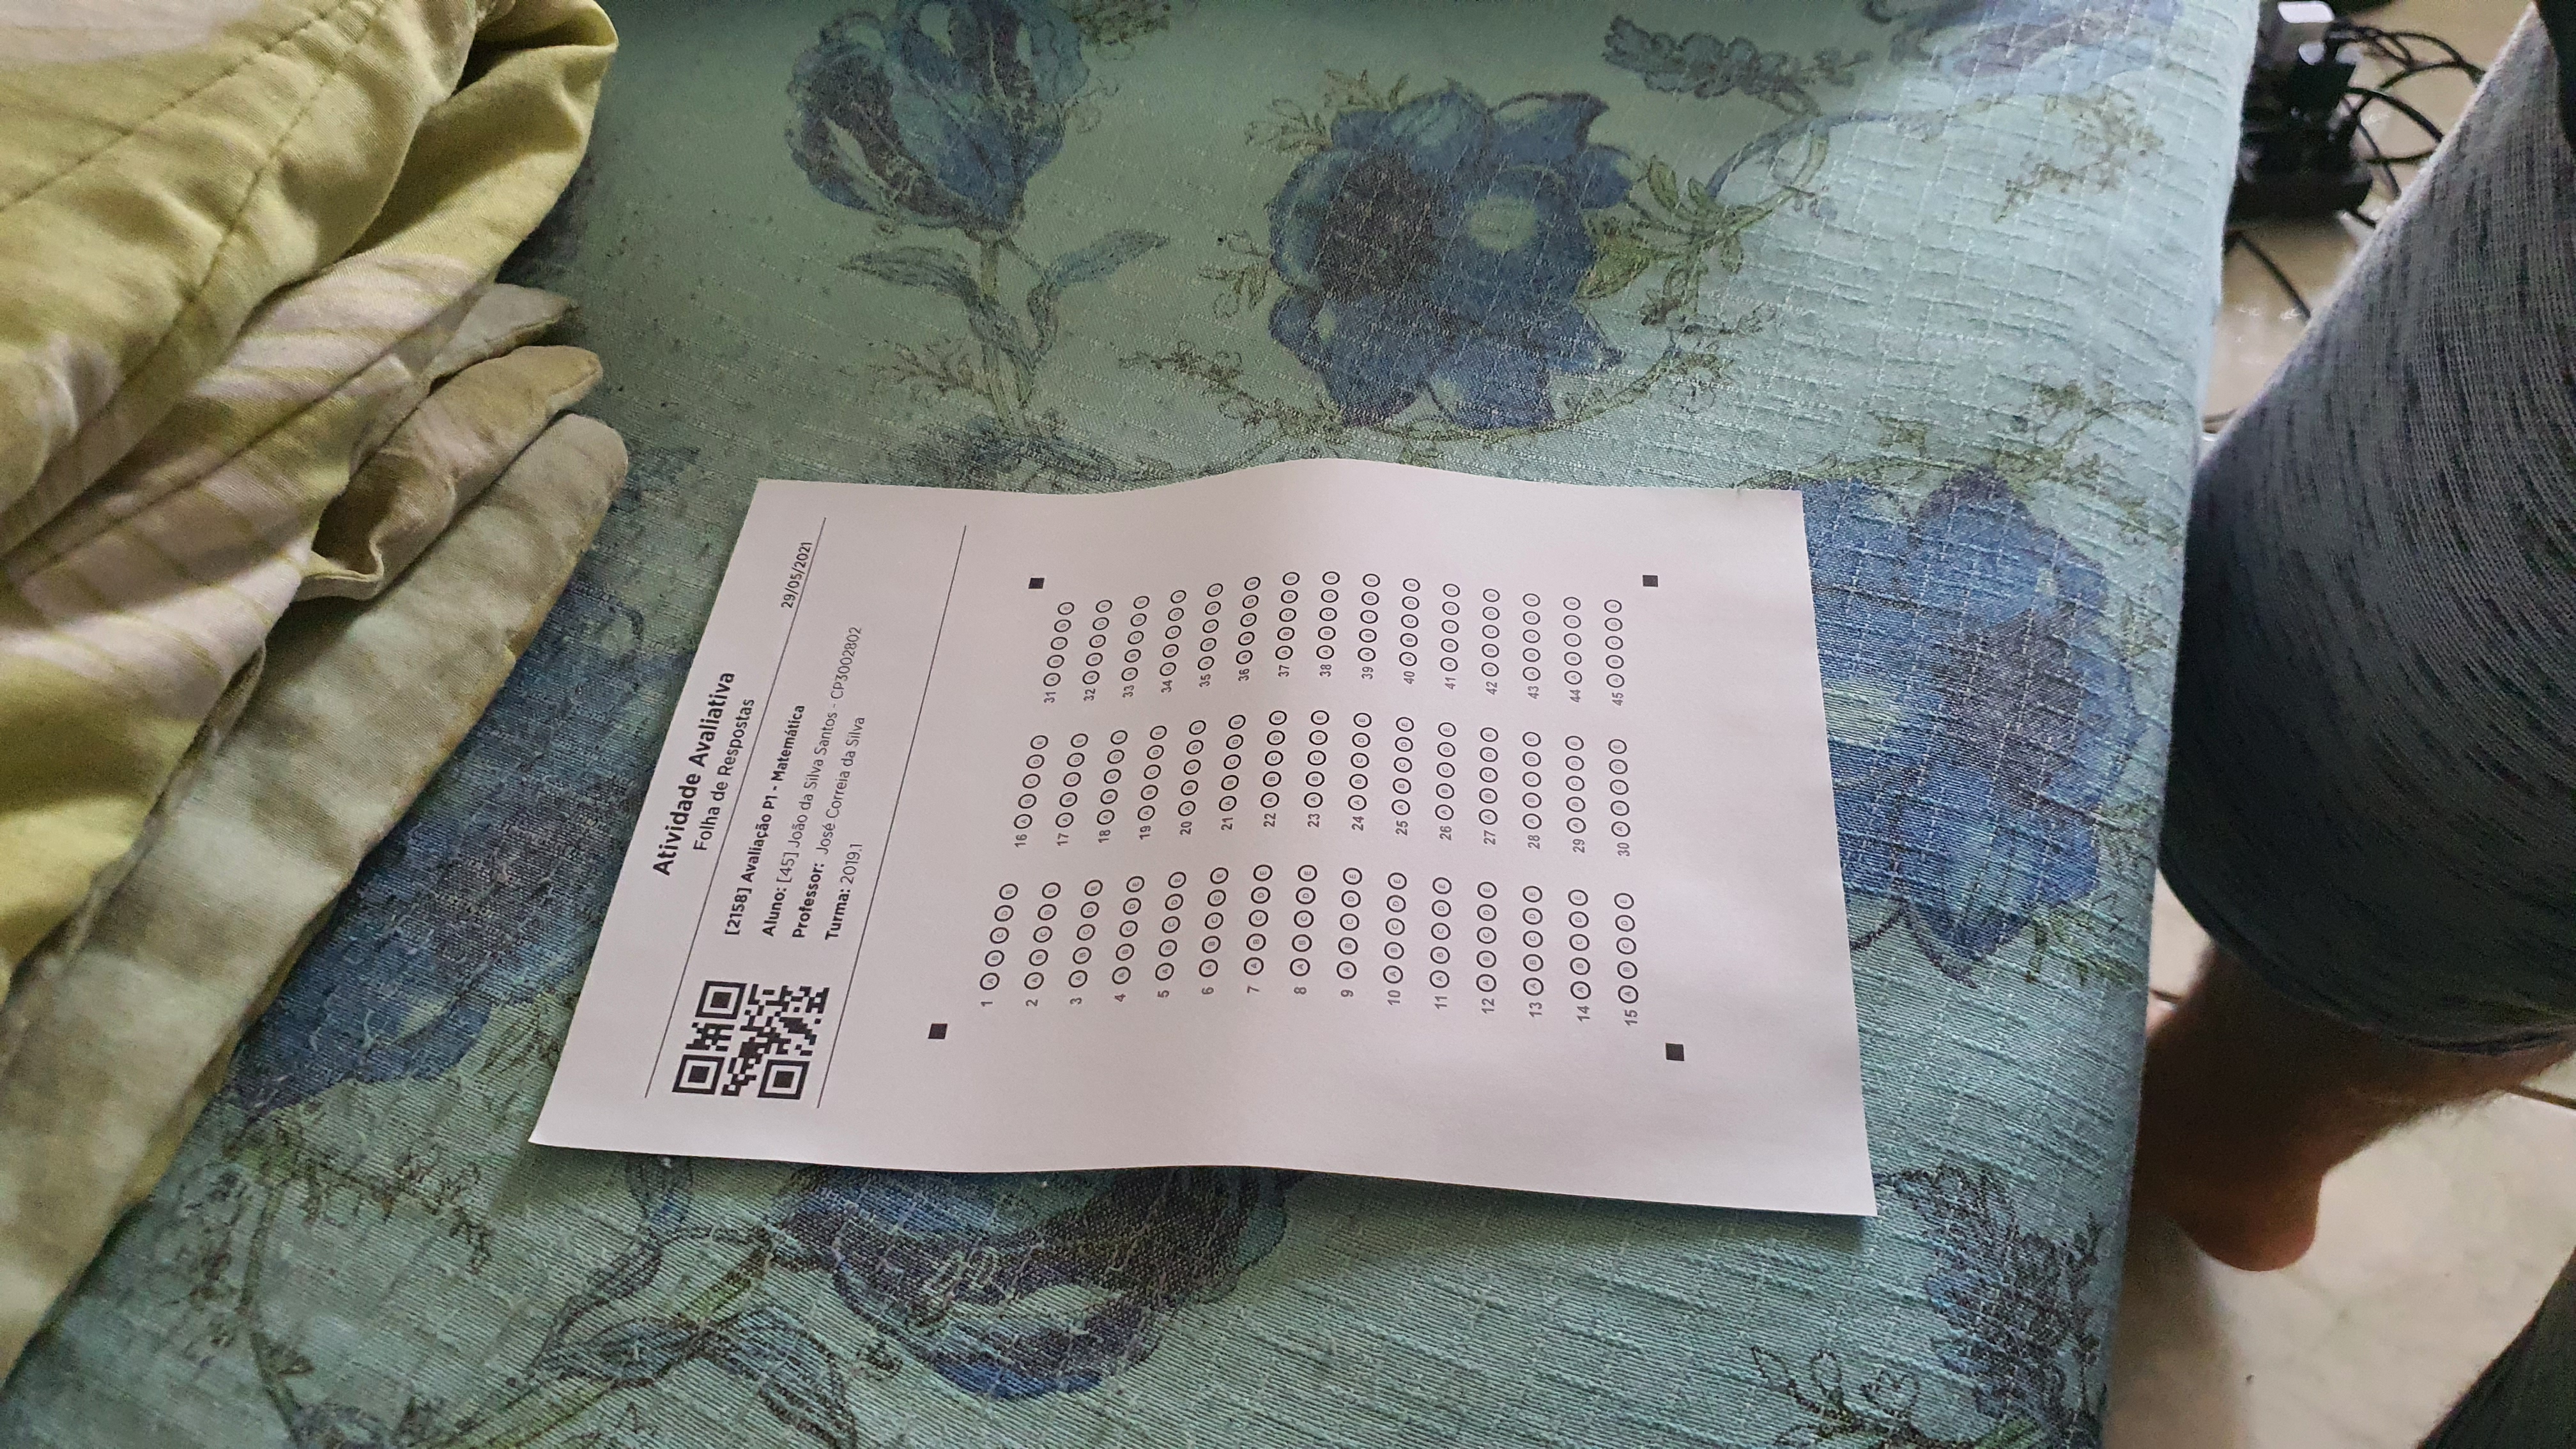 Atividade Avaliativa
Folha de Respostas
29/05/2021
[2158] Avaliação P1 - Matemática
Aluno: [45] João da Silva Santos - CP3002802
Professor: José Correia da Silva
Turma: 2019.1
1 A B C D E
2 A B C D E
3 A B C D E
4 A B C D E
5 A B C D E
6 A B C D E
7 A B C D E
8 A B C D E
9 A B C D E
10 A B C D E
11 A B C D E
12 A B C D E
13 A B C D E
14 A B C D E
15 A B C D E
16 A B C D E
17 A B C D E
18 A B C D E
19 A B C D E
20 A B C D E
21 A B C D E
22 A B C D E
23 A B C D E
24 A B C D E
25 A B C D E
26 A B C D E
27 A B C D E
28 A B C D E
29 A B C D E
30 A B C D E
31 A B C D E
32 A B C D E
33 A B C D E
34 A B C D E
35 A B C D E
36 A B C D E
37 A B C D E
38 A B C D E
39 A B C D E
40 A B C D E
41 A B C D E
42 A B C D E
43 A B C D E
44 A B C D E
45 A B C D E